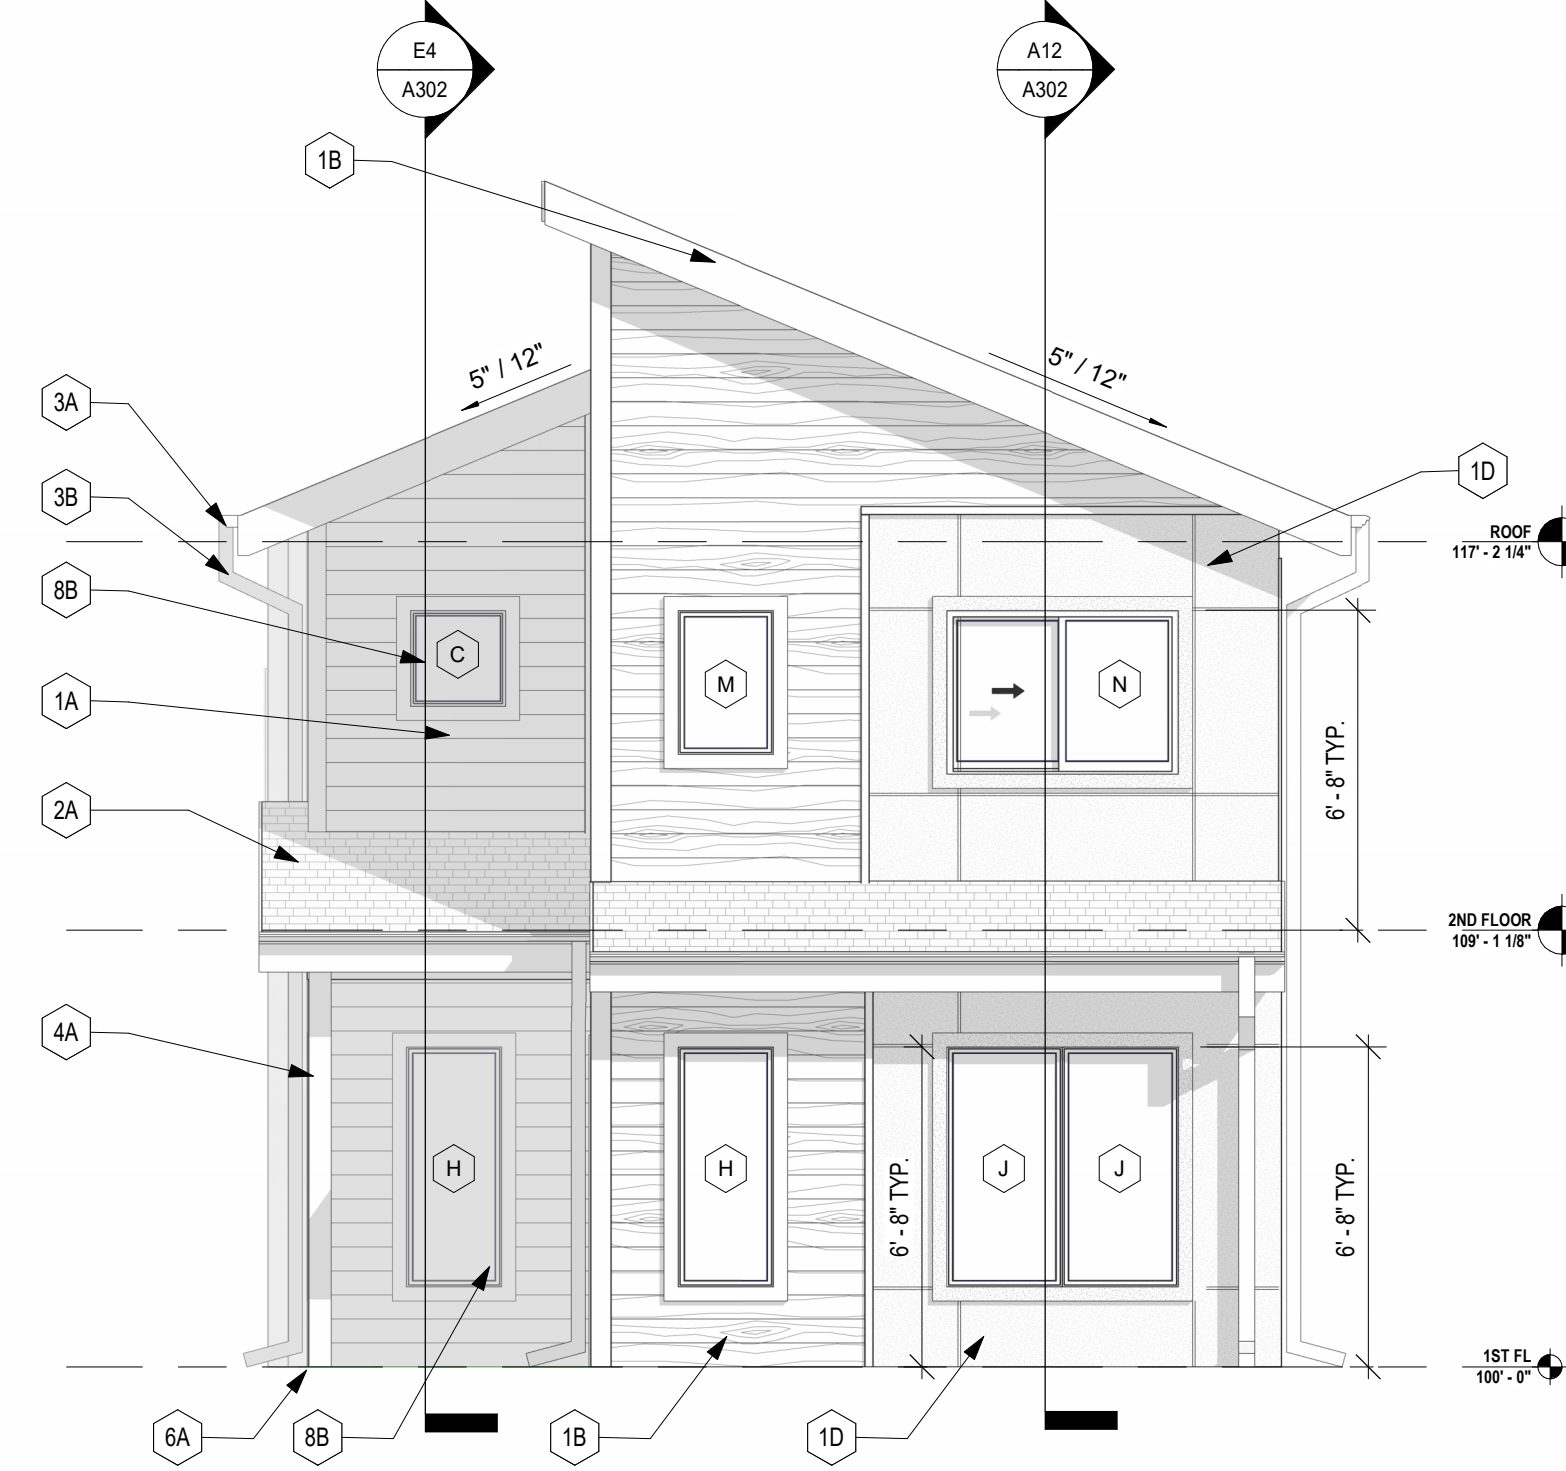 E4
A302
A12
A302
1B
5" / 12"
5" / 12"
3A
1D
3B
ROOF
117' - 2 1/4"
8B
C
M
N
1A
6' - 8" TYP.
2A
2ND FLOOR
109' - 1 1/8"
4A
H
H
J
J
6' - 8" TYP.
6' - 8" TYP.
1ST FL
100' - 0"
6A
8B
1B
1D